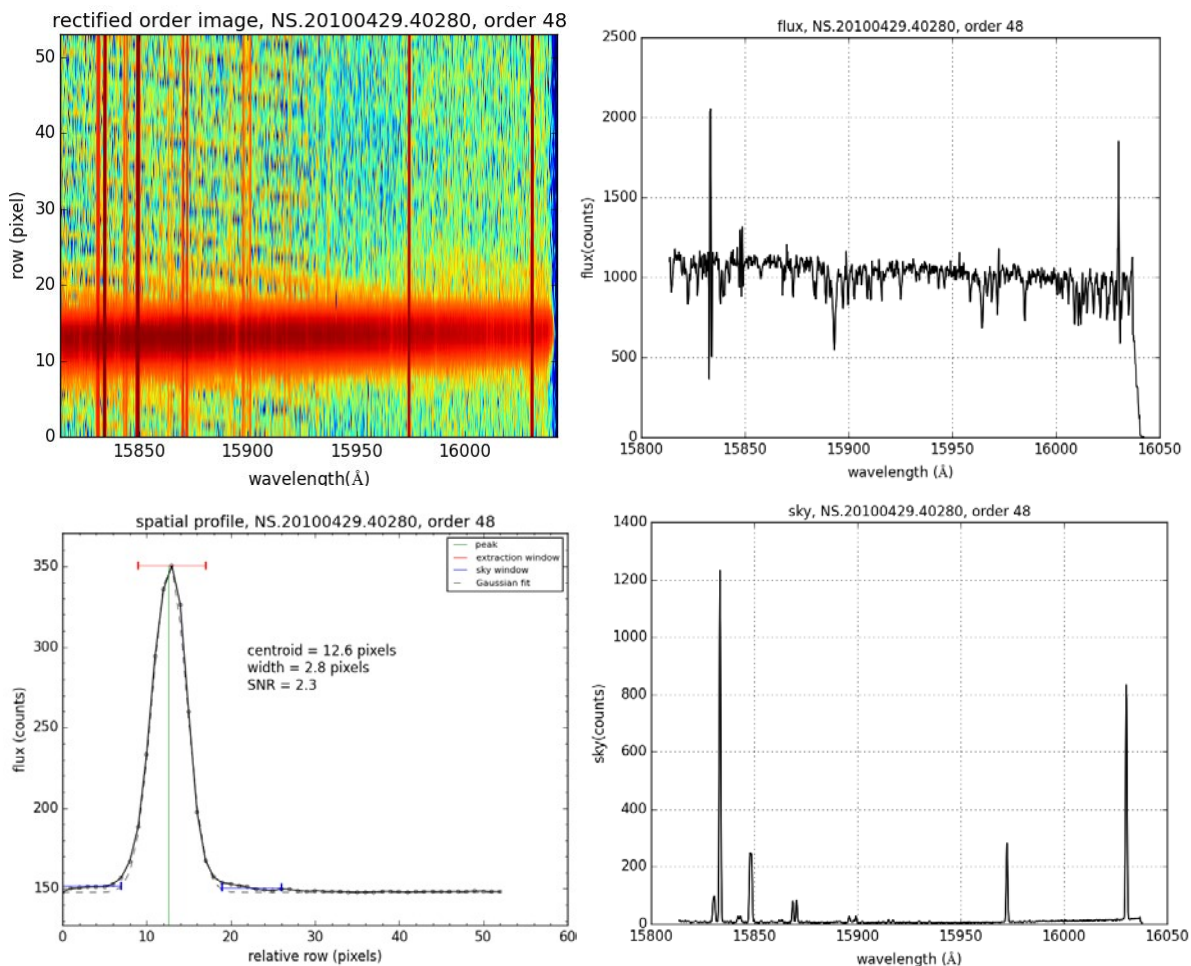 rectified order image, NS.20100429.40280, order 48
50
40
30
20
10
0
row (pixel)
15850 15900 15950 16000
wavelength(Å)
flux, NS.20100429.40280, order 48
2500
2000
1500
1000
500
0
flux(counts)
15800 15850 15900 15950 16000 16050
wavelength (Å)
spatial profile, NS.20100429.40280, order 48
peak
extraction window
sky window
Gaussian fit
centroid = 12.6 pixels
width = 2.8 pixels
SNR = 2.3
350
300
250
200
150
flux (counts)
0 10 20 30 40 50 60
relative row (pixels)
sky, NS.20100429.40280, order 48
1400
1200
1000
800
600
400
200
0
sky(counts)
15800 15850 15900 15950 16000 16050
wavelength (Å)